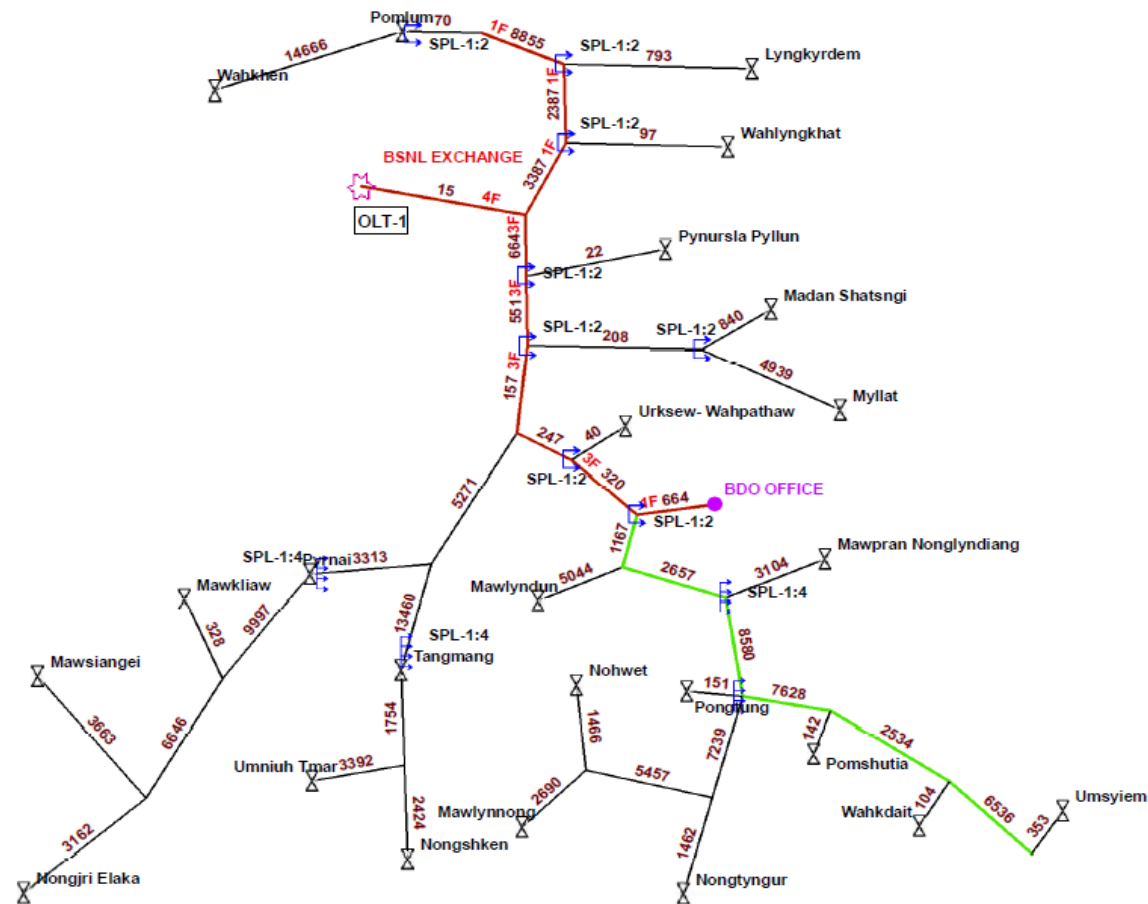 Pomlum
70
1F 8855
SPL-1:2
SPL-1:2
14666
793
Lyngkyrdem
Wahkhen
2387 1F
SPL-1:2
97
Wahlyngkhat
BSNL EXCHANGE
3387 1F
15
4F
OLT-1
6643 3F
22
Pynursla Pyllun
SPL-1:2
551 3F
Madan Shatsngi
SPL-1:2
208
SPL-1:2
840
157 3F
4939
Myllat
Urksew- Wahpathaw
247
40
3F
320
SPL-1:2
BDO OFFICE
1F 664
SPL-1:2
5271
1167
Mawpran Nonglyndiang
SPL-1:4
Pyrnai
3313
Mawkliaw
Mawlyndun
5044
2657
3104
SPL-1:4
9997
328
13460
SPL-1:4
Tangmang
8580
Mawsiangei
Nohwet
151
7628
Pongtung
3663
6646
1754
1466
7239
142
2534
Pomshutia
Umniuh Tmar
3392
5457
Mawlynnong
2690
Wahkdait
104
6536
Umsyiem
353
2424
3162
Nongshken
1462
Nongjri Elaka
Nongtyngur